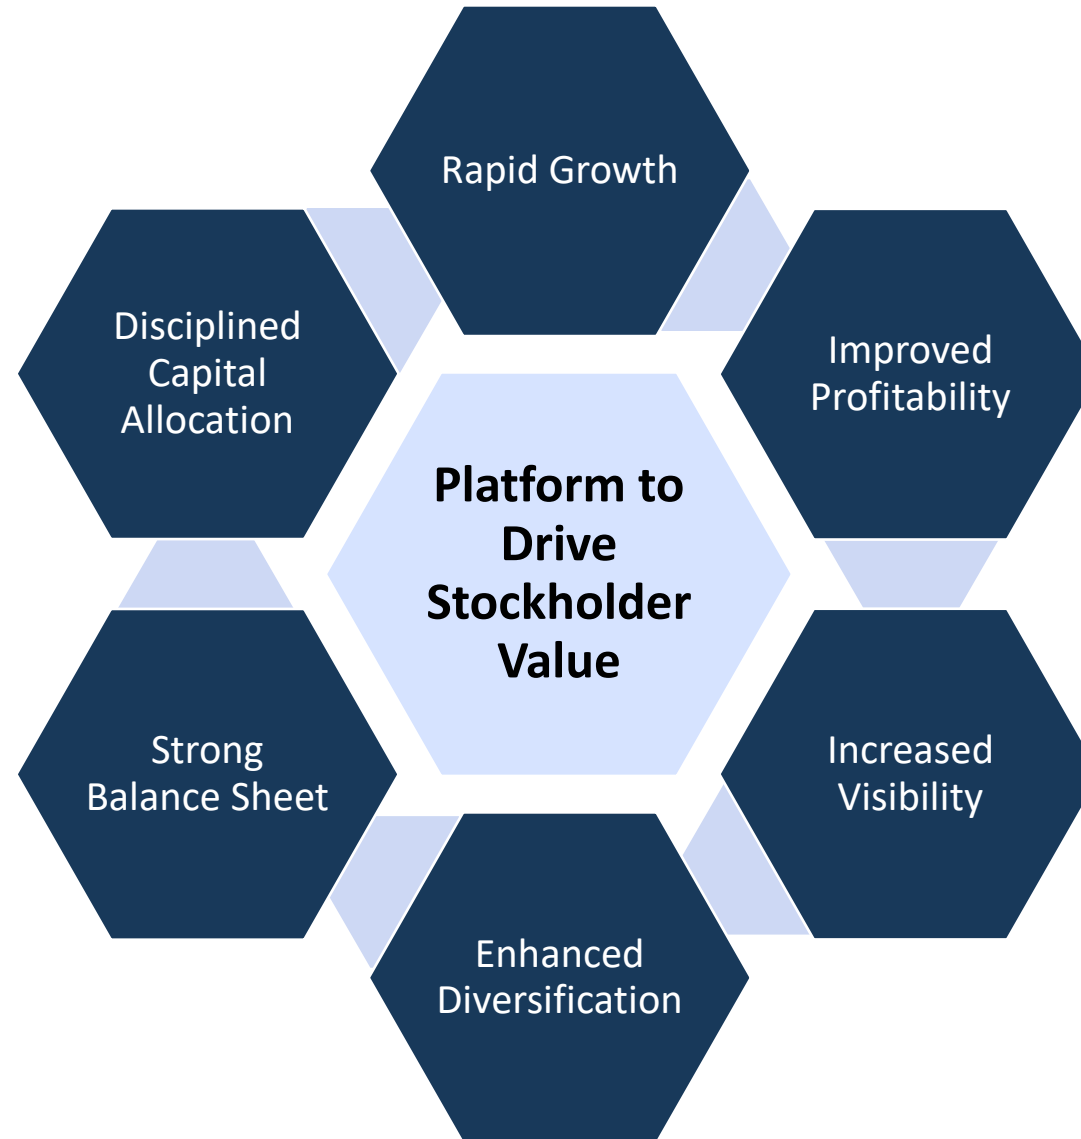 Rapid Growth
Improved
Profitability
Increased
Visibility
Enhanced
Diversification
Strong
Balance Sheet
Disciplined
Capital
Allocation
Platform to
Drive
Stockholder
Value